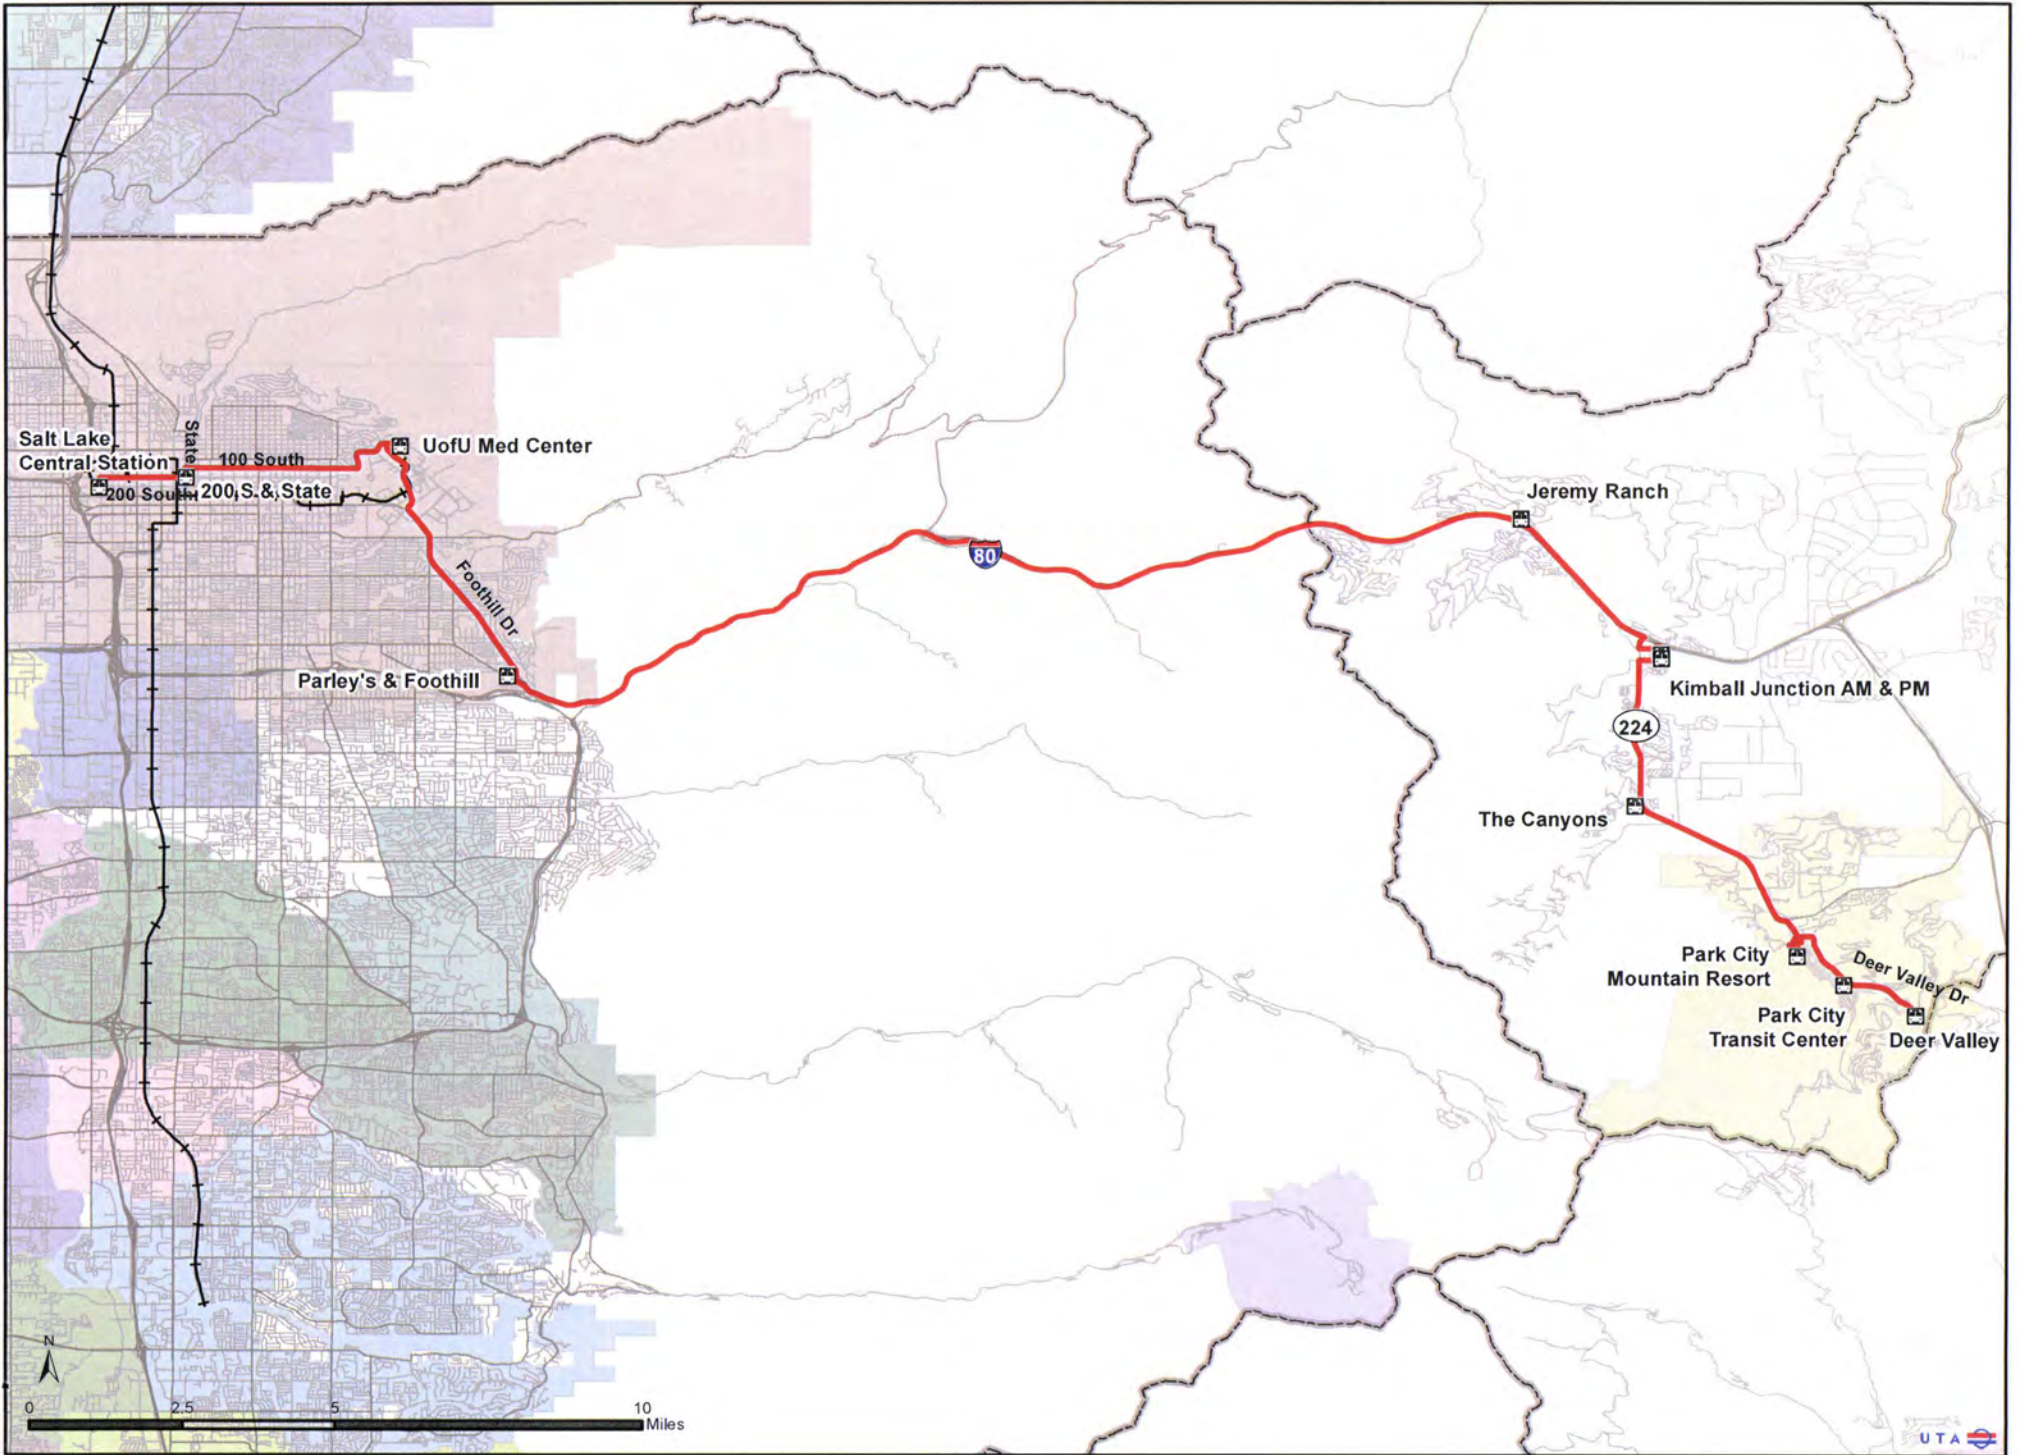 Salt Lake
Central Station
State
100 South
UofU Med Center
200 South
200 S. & State
Foothill Dr
Parley's & Foothill
80
Jeremy Ranch
Kimball Junction AM & PM
224
The Canyons
Park City
Mountain Resort
Deer Valley Dr
Park City
Transit Center
Deer Valley
N
0
2.5
5
10
Miles
UTA